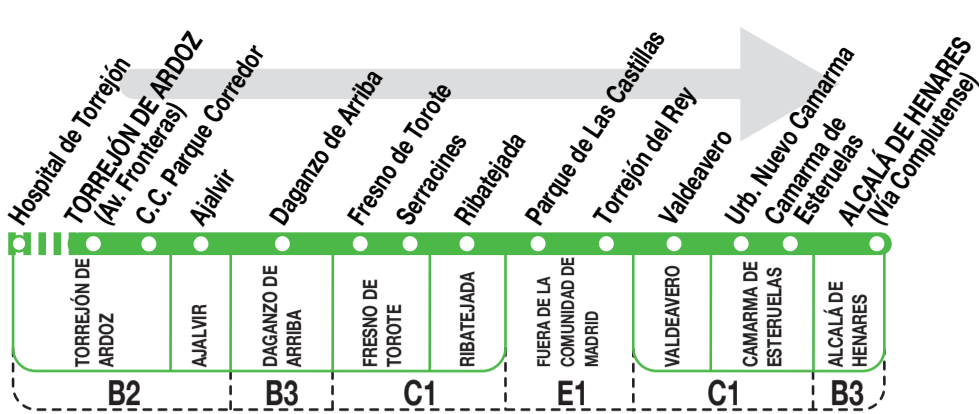 Hospital de Torrejón
TORREJÓN DE ARDOZ
(Av. Fronteras)
C.C. Parque Corredor
Ajalvir
Daganzo de Arriba
Fresno de Torote
Serracines
Ribatejada
Parque de Las Castillas
Torrejón del Rey
Valdeavero
Urb. Nuevo Camarma
Camarma de
Esteruelas
ALCALÁ DE HENARES
(Vía Complutense)
TORREJÓN DE
ARDOZ
AJALVIR
DAGANZO DE
ARRIBA
FRESNO DE
TOROTE
RIBATEJADA
FUERA DE LA
COMUNIDAD DE
MADRID
VALDEAVERO
CAMARMA DE
ESTERUELAS
ALCALÁ DE
HENARES
B2
B3
C1
E1
C1
B3